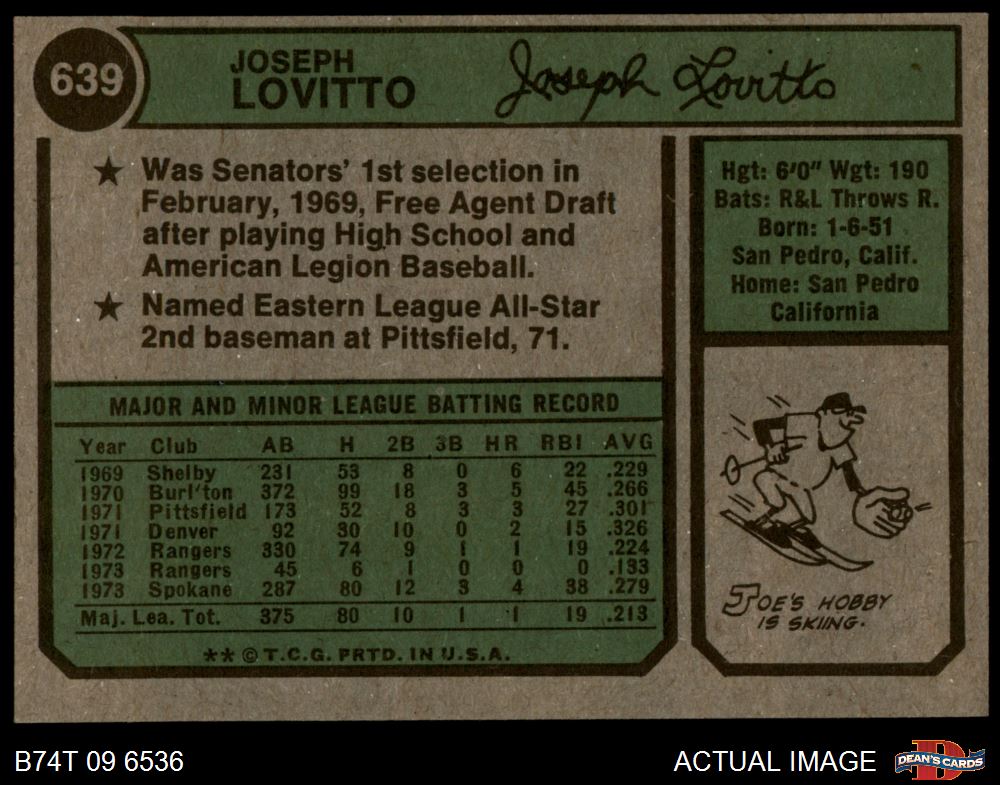 639
JOSEPH
LOVITTO
Joseph Lovitto
★ Was Senators' 1st selection in
February, 1969, Free Agent Draft
after playing High School and
American Legion Baseball.
★ Named Eastern League All-Star
2nd baseman at Pittsfield, 71.
Hgt: 6'0" Wgt: 190
Bats: R&L Throws R.
Born: 1-6-51
San Pedro, Calif.
Home: San Pedro
California
MAJOR AND MINOR LEAGUE BATTING RECORD
Year Club AB H 2B 3B HR RBI AVG
1969 Shelby 231 53 8 0 6 22 .229
1970 Burl'ton 372 99 18 3 5 45 .266
1971 Pittsfield 173 52 8 3 3 27 .301
1971 Denver 92 30 10 0 2 15 .326
1972 Rangers 330 74 9 1 1 19 .224
1973 Rangers 45 6 1 0 0 0 .133
1973 Spokane 287 80 12 3 4 38 .279
Maj. Lea. Tot. 375 80 10 1 1 19 .213
** © T.C.G. PRTD. IN U.S.A.
JOE'S HOBBY
IS SKIING.
B74T 09 6536
ACTUAL IMAGE
D
DEAN'S CARDS